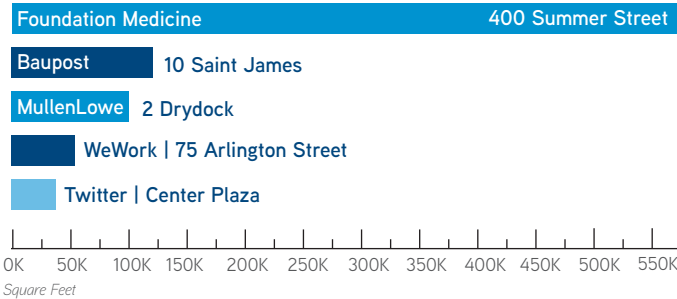 Foundation Medicine 400 Summer Street
Baupost 10 Saint James
MullenLowe 2 Drydock
WeWork | 75 Arlington Street
Twitter | Center Plaza
0K 50K 100K 150K 200K 250K 300K 350K 400K 450K 500K 550K
Square Feet